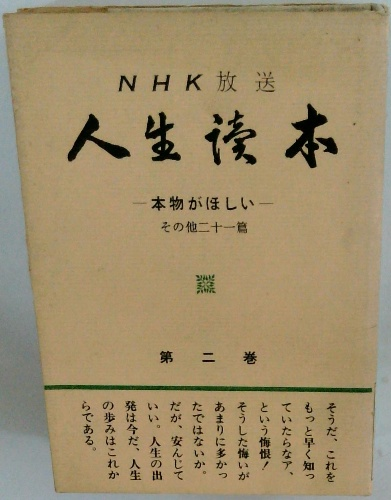 NHK放送
人生読本
―本物がほしい―
その他二十一篇
第二巻
そうだ、これを
もっと早く知っ
ていたらなア、
という悔恨!
そうした悔いが
あまりに多かっ
たではないか。
だが、安んじて
いい。人生の出
発は今だ、人生
の歩みはこれか
らである。